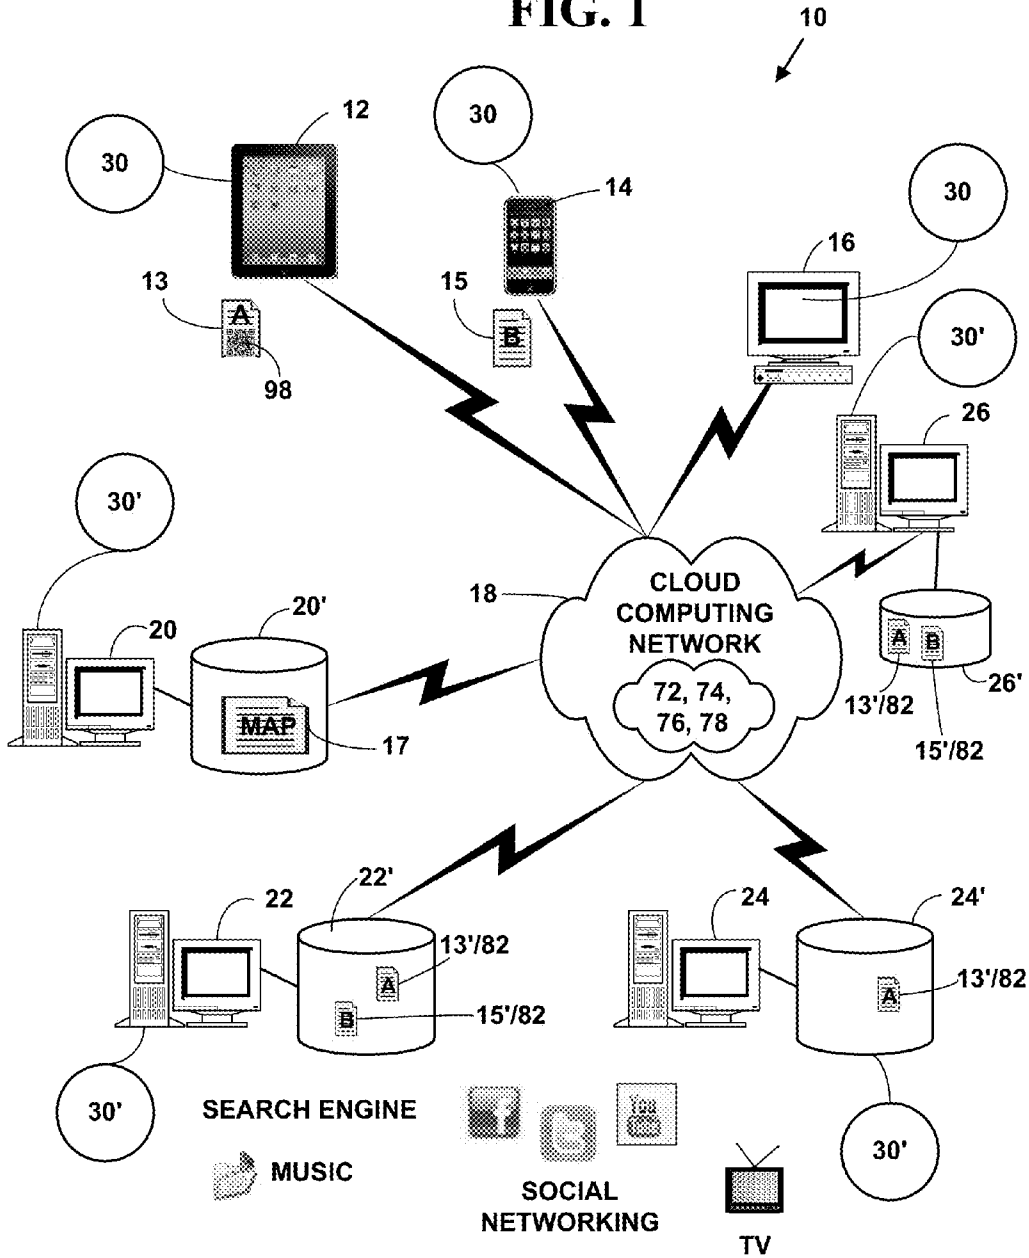 FIG. 1
10
30
12
30
14
30
16
13
A
98
15
B
30'
26
30'
20
20'
MAP
17
18
CLOUD
COMPUTING
NETWORK
72, 74,
76, 78
A
B
13'/82
26'
15'/82
22
22'
13'/82
A
B
15'/82
30'
24
24'
A
13'/82
30'
SEARCH ENGINE
MUSIC
f
You
SOCIAL
NETWORKING
TV